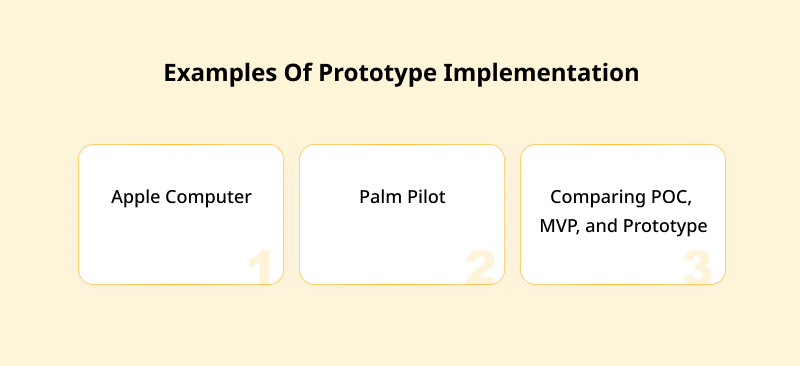 Examples Of Prototype Implementation
Apple Computer
1
Palm Pilot
2
Comparing POC,
MVP, and Prototype
3